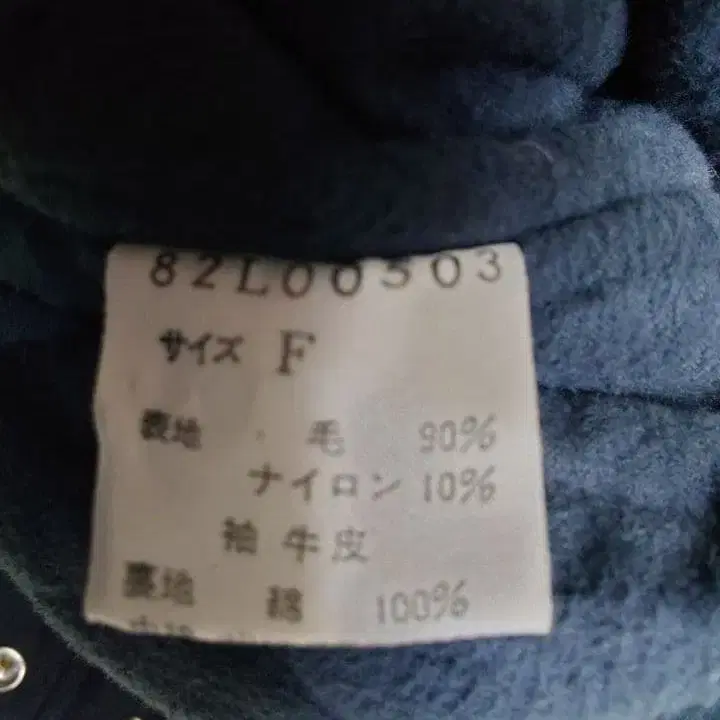 82L00303
サイズ F
表地 毛 90%
ナイロン 10%
袖 牛皮
裏地 綿 100%